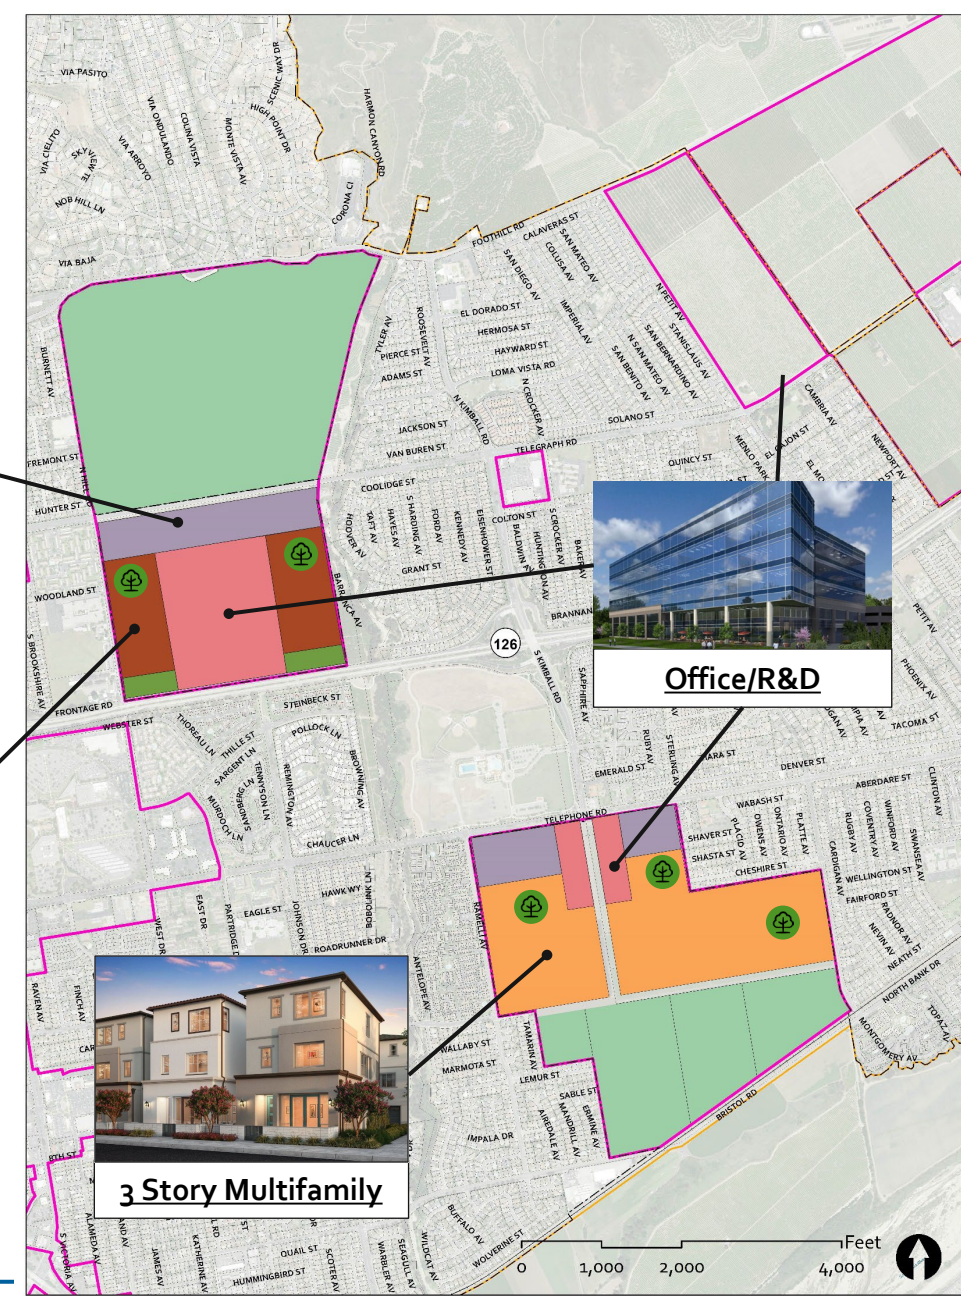 VIA PASITO
SCENIC WAY DR
HIGH POINT DR
VIA ONDULANDO
COLINA VISTA
MONTE VISTA AV
VIA ARROYO
VIA CIELITO
SKYVIEW TE
NOB HILL LN
VIA BAJA
HARMON CANYON RD
CORONA CI
FOOTHILL RD
CALAVERAS ST
SAN MATEO AV
COLUSA AV
SAN DIEGO AV
IMPERIAL AV
N PETIT AV
STANISLAUS AV
SAN BERNARDINO AV
N SAN MATEO AV
SAN BENITO AV
EL DORADO ST
HERMOSA ST
HAYWARD ST
LOMA VISTA RD
ROOSEVELT AV
TYLER AV
PIERCE ST
ADAMS ST
N CROCKER AV
N KIMBALL RD
BURNETT AV
JACKSON ST
VAN BUREN ST
TELEGRAPH RD
SOLANO ST
CAMBRIA AV
EL CAJON ST
MENLO PARK
NEWPORT AV
QUINCY ST
FREMONT ST
HUNTER ST
COOLIDGE ST
COLTON ST
HOOVER AV
TAFT AV
HAYES AV
S HARDING AV
FORD AV
KENNEDY AV
EISENHOWER ST
HUNTINGTON AV
S CROCKER AV
GRANT ST
BARRANCA AV
WOODLAND ST
S BROOKSHIRE AV
BRANNAN
126
S KIMBALL RD
SAPPHIRE AV
PETIT AV
PHOENIX AV
TACOMA ST
Office/R&D
FRONTAGE RD
WEBSTER ST
STEINBECK ST
THOREAU LN
THILLE ST
SARGENT LN
TENNYSON LN
SANDBERG LN
MURDOCH LN
REMINGTON AV
POLLOCK LN
BROWNING AV
CHAUCER LN
RUBY AV
STERLING AV
EMERALD ST
DENVER ST
ABERDARE ST
CLINTON AV
TELEPHONE RD
WABASH ST
SHAVER ST
SHASTA ST
CHESHIRE ST
PLACID AV
OWENS AV
ONTARIO AV
PLATTE AV
CARDIGAN AV
RUGBY AV
COVENTRY AV
WINFORD AV
SWANSEA AV
WELLINGTON ST
FAIRFORD ST
RADNOR AV
NEVIN AV
NEATH ST
NORTH BANK DR
TOPAZ AV
MONTGOMERY AV
HAWK WY
BOBOLINK LN
EAGLE ST
EAST DR
PARTRIDGE D
JOHNSON DR
ROADRUNNER DR
WEST DR
RAMELLI AV
ANTELOPE AV
RAVEN AV
FINCH AV
CAR
WALLABY ST
MARMOTA ST
TAMARIN AV
LEMUR ST
SABLE ST
AIREDALE AV
MANDRILL AV
ERMINE AV
IMPALA DR
BRISTOL RD
3 Story Multifamily
8TH ST
S VICTORIA AV
ALAMEDA AV
JAMES AV
KATHERINE AV
QUAIL ST
HUMMINGBIRD ST
SCOTER AV
WARBLER AV
SEAGULL AV
WILDCAT AV
BUFFALO AV
WOLVERINE ST
Feet
0 1,000 2,000 4,000